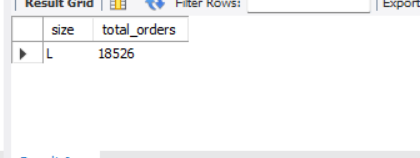 Result Grid Filter Rows: Export
size total_orders
L 18526